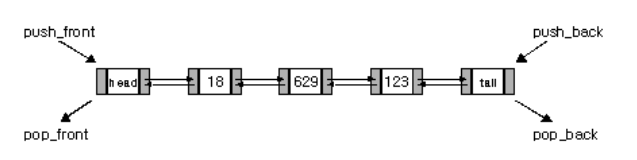 push_front push_back
head 18 629 123 tail
pop_front pop_back